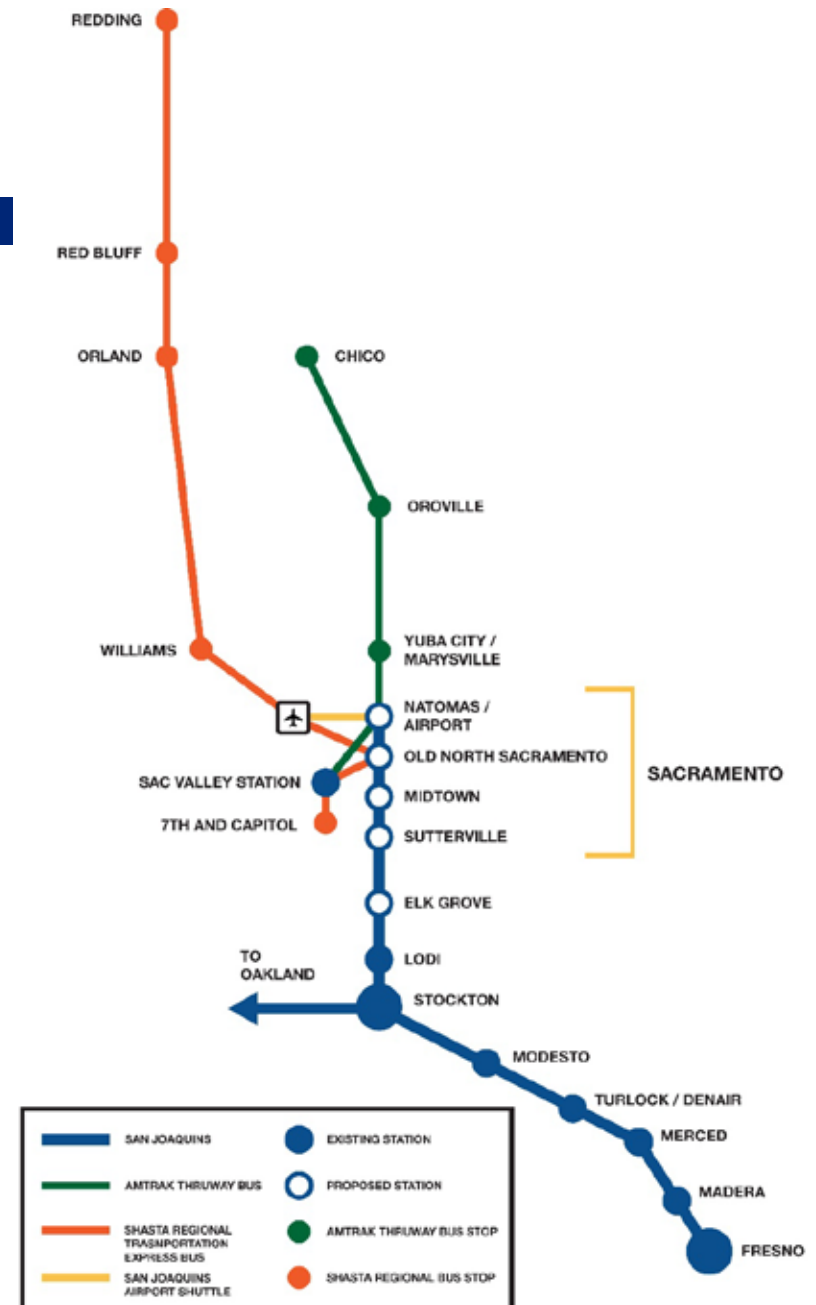 REDDING
RED BLUFF
ORLAND
CHICO
OROVILLE
WILLIAMS
YUBA CITY /
MARYSVILLE
NATOMAS /
AIRPORT
OLD NORTH SACRAMENTO
SACRAMENTO
SAC VALLEY STATION
MIDTOWN
7TH AND CAPITOL
SUTTERVILLE
ELK GROVE
TO
OAKLAND
LODI
STOCKTON
MODESTO
TURLOCK / DENAIR
MERCED
MADERA
FRESNO
SAN JOAQUINS
AMTRAK THRUWAY BUS
SHASTA REGIONAL
TRASNPORTATION
EXPRESS BUS
SAN JOAQUINS
AIRPORT SHUTTLE
EXISTING STATION
PROPOSED STATION
AMTRAK THRUWAY BUS STOP
SHASTA REGIONAL BUS STOP